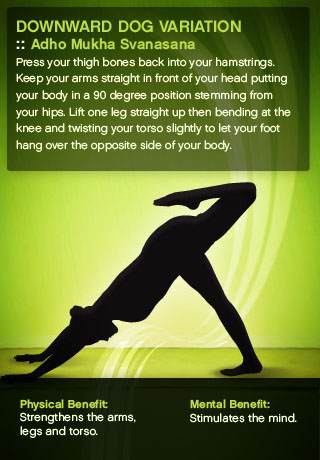 DOWNWARD DOG VARIATION
:: Adho Mukha Svanasana
Press your thigh bones back into your hamstrings.
Keep your arms straight in front of your head putting
your body in a 90 degree position stemming from
your hips. Lift one leg straight up then bending at the
knee and twisting your torso slightly to let your foot
hang over the opposite side of your body.
Physical Benefit:
Strengthens the arms,
legs and torso.
Mental Benefit:
Stimulates the mind.